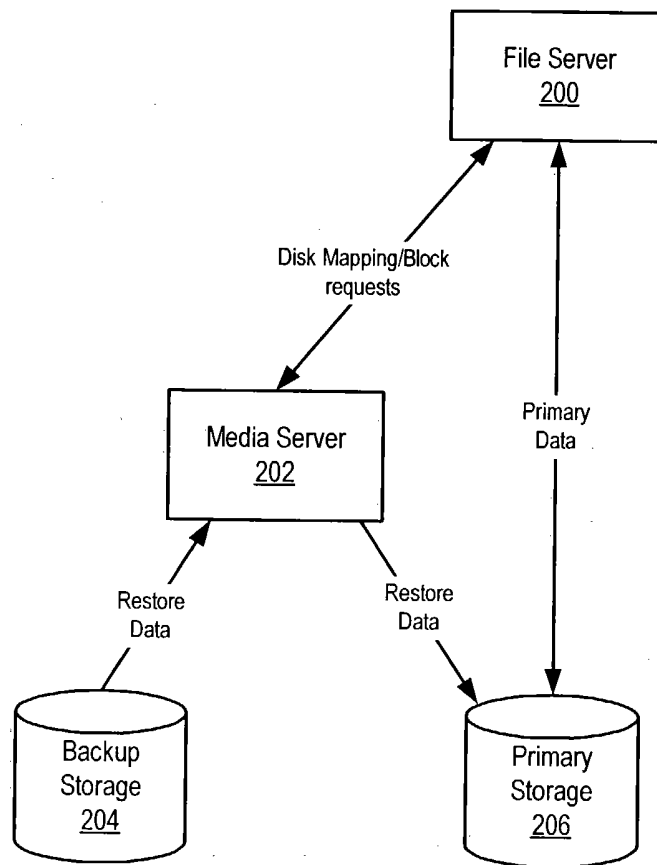 File Server
200
Disk Mapping/Block
requests
Media Server
202
Primary
Data
Restore
Data
Restore
Data
Backup
Storage
204
Primary
Storage
206